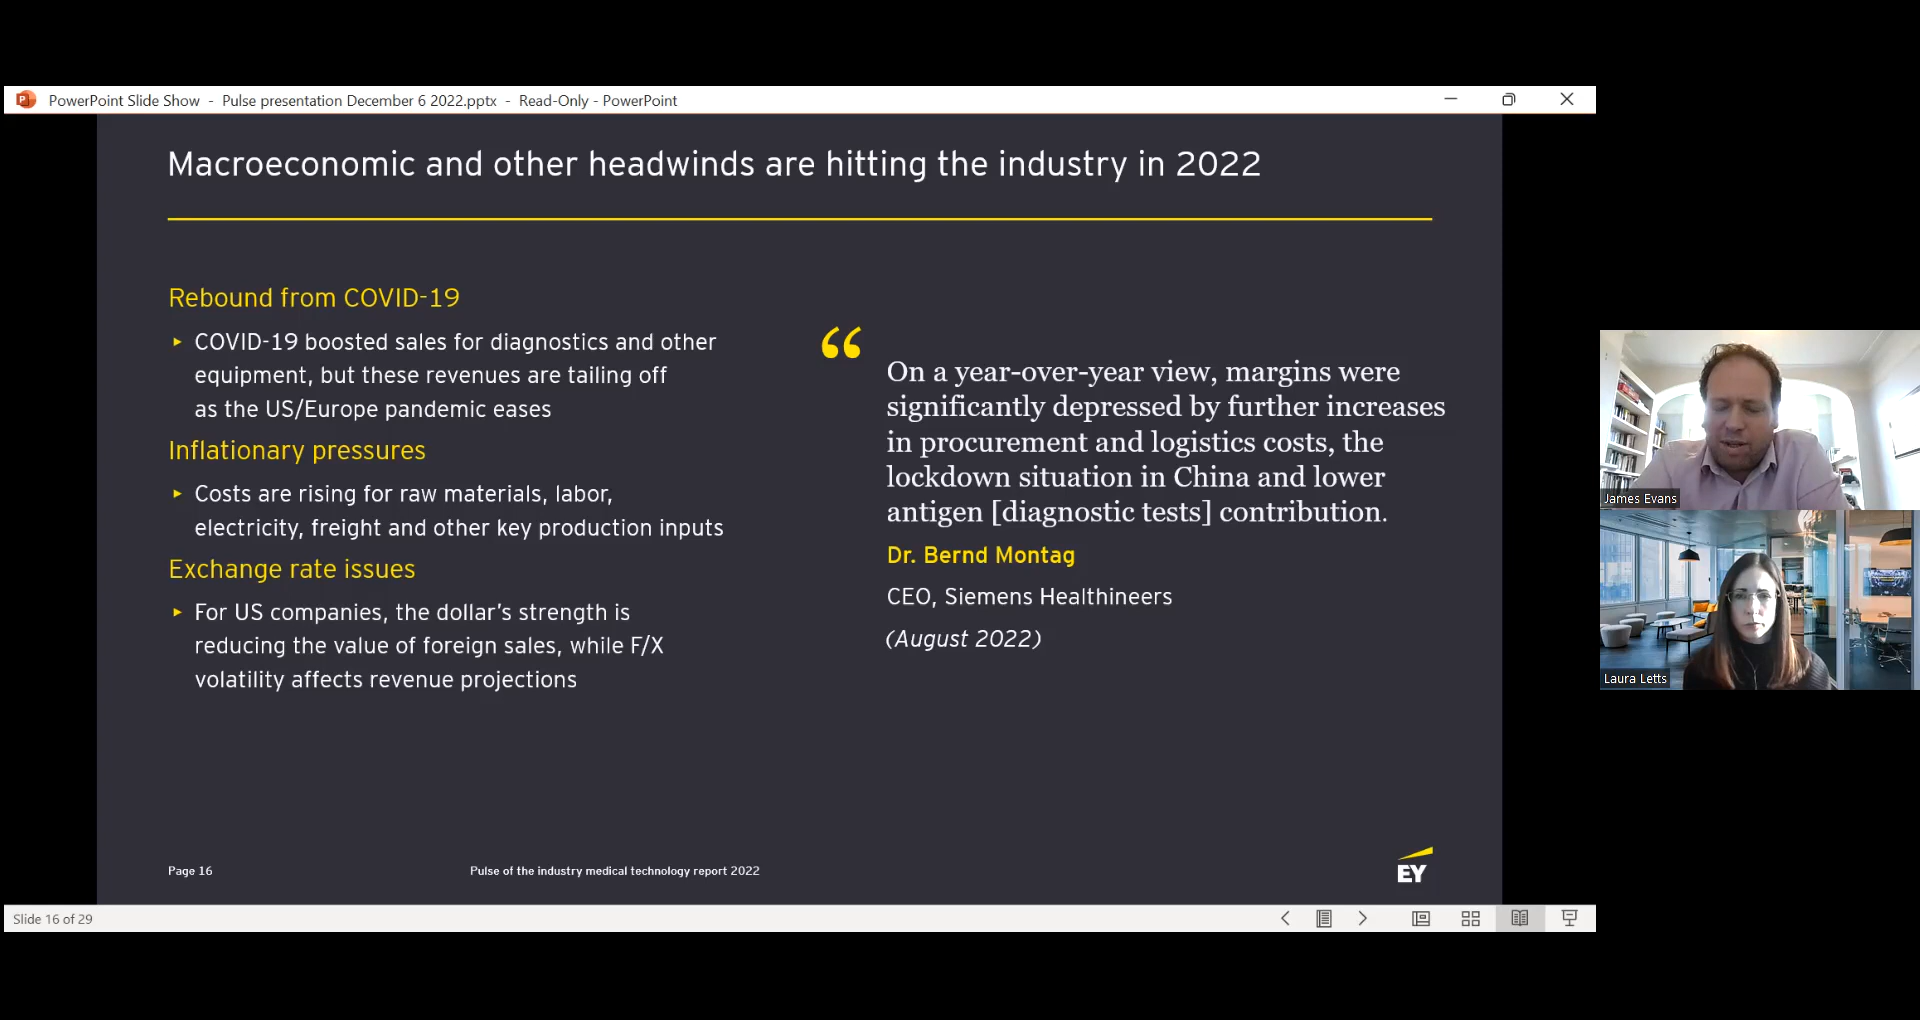 PowerPoint Slide Show - Pulse presentation December 6 2022.pptx - Read-Only - PowerPoint
Macroeconomic and other headwinds are hitting the industry in 2022
Rebound from COVID-19
‣ COVID-19 boosted sales for diagnostics and other
equipment, but these revenues are tailing off
as the US/Europe pandemic eases
Inflationary pressures
‣ Costs are rising for raw materials, labor,
electricity, freight and other key production inputs
Exchange rate issues
‣ For US companies, the dollar’s strength is
reducing the value of foreign sales, while F/X
volatility affects revenue projections
“
On a year-over-year view, margins were
significantly depressed by further increases
in procurement and logistics costs, the
lockdown situation in China and lower
antigen [diagnostic tests] contribution.
Dr. Bernd Montag
CEO, Siemens Healthineers
(August 2022)
Page 16
Pulse of the industry medical technology report 2022
EY
Slide 16 of 29
James Evans
Laura Letts